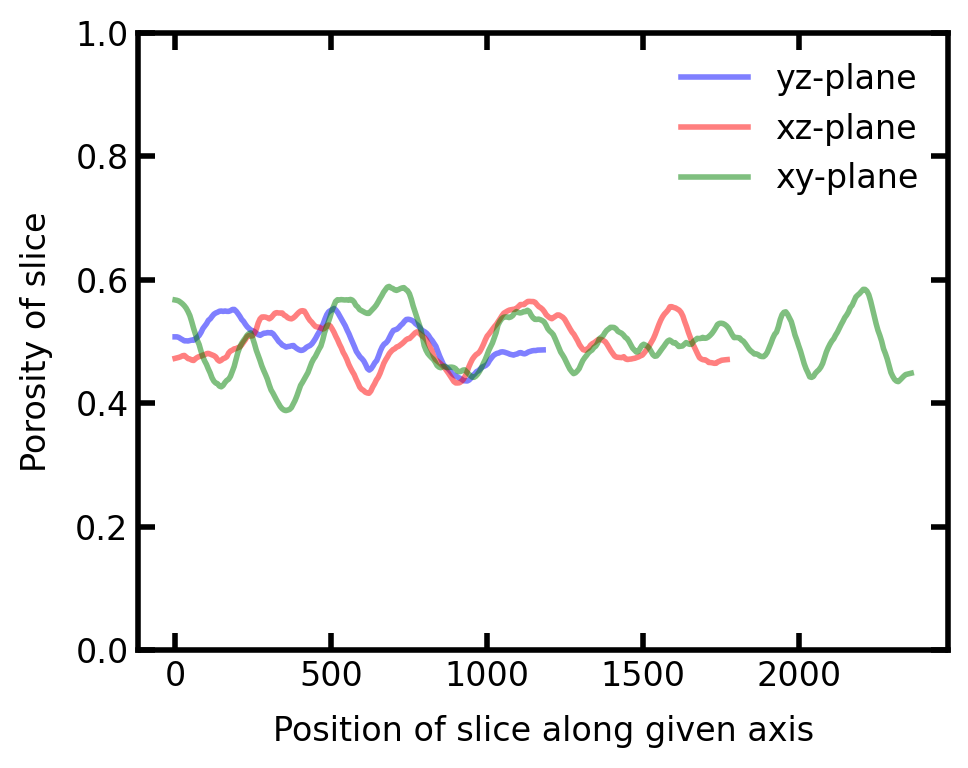 1.0
0.8
0.6
0.4
0.2
0.0
Porosity of slice
yz-plane
xz-plane
xy-plane
0 500 1000 1500 2000
Position of slice along given axis